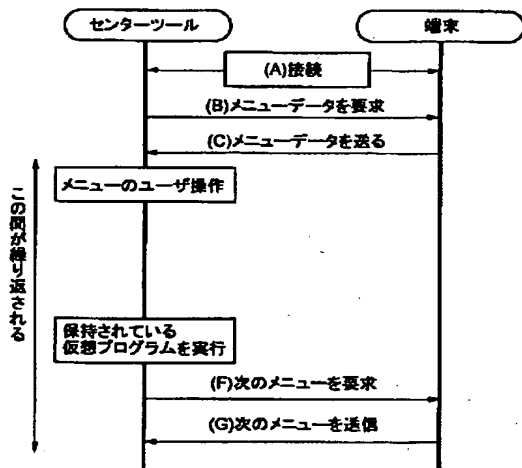 センターツール
端末
(A)接続
(B)メニューデータを要求
(C)メニューデータを送る
メニューのユーザ操作
この間が繰り返される
保持されている
仮想プログラムを実行
(F)次のメニューを要求
(G)次のメニューを送信